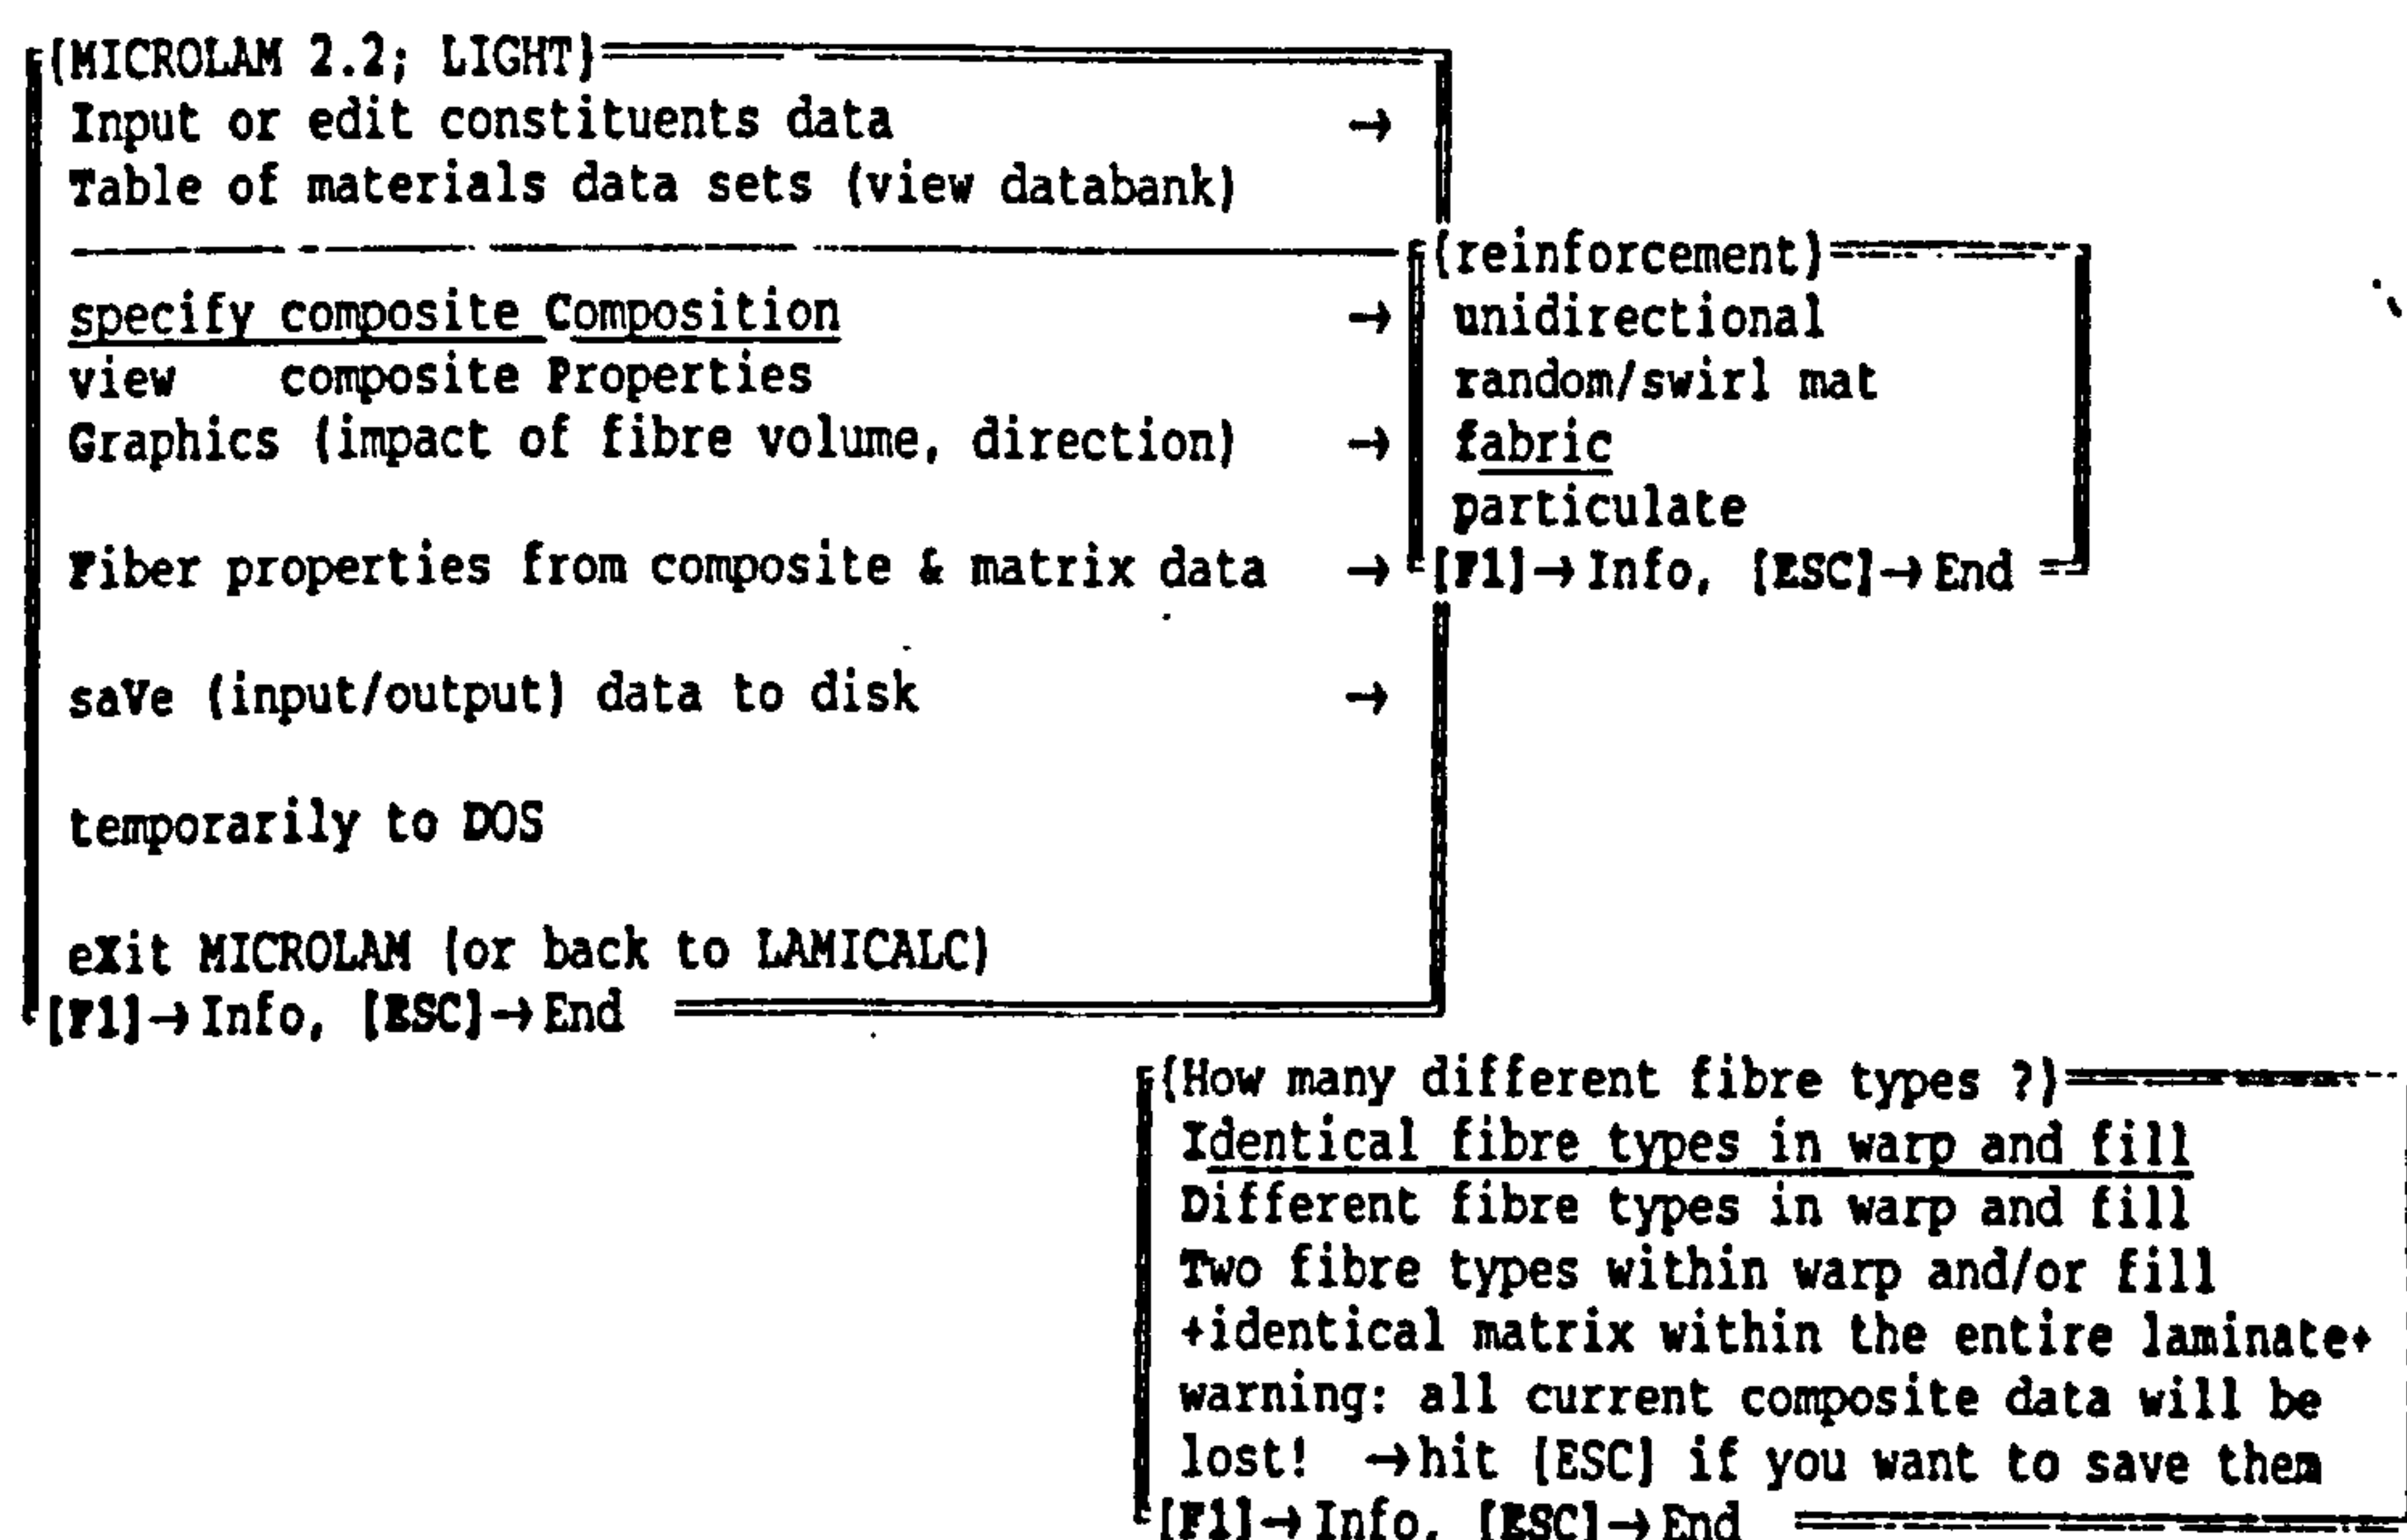 {MICROLAM 2.2; LIGHT}
Input or edit constituents data →
Table of materials data sets (view databank)
specify composite Composition →
view composite Properties
Graphics (impact of fibre volume, direction) →
Fiber properties from composite & matrix data →
saVe (input/output) data to disk →
temporarily to DOS
eXit MICROLAM (or back to LAMICALC)
[F1]→Info, [ESC]→End
{reinforcement}
unidirectional
random/swirl mat
fabric
particulate
[F1]→Info, [ESC]→End
{How many different fibre types ?}
Identical fibre types in warp and fill
Different fibre types in warp and fill
Two fibre types within warp and/or fill
+identical matrix within the entire laminate+
warning: all current composite data will be
lost! →hit [ESC] if you want to save them
[F1]→Info, [ESC]→End